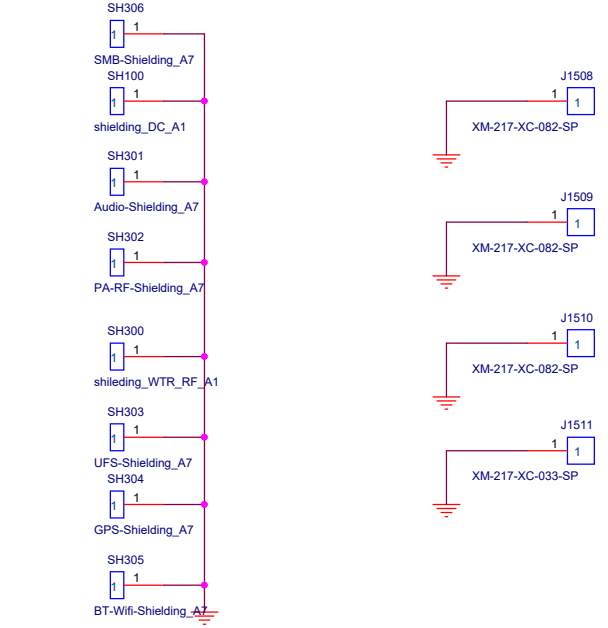 SH306
1
1
SMB-Shielding_A7
SH100
1
1
shielding_DC_A1
SH301
1
1
Audio-Shielding_A7
SH302
1
1
PA-RF-Shielding_A7
SH300
1
1
shileding_WTR_RF_A1
SH303
1
1
UFS-Shielding_A7
SH304
1
1
GPS-Shielding_A7
SH305
1
1
BT-Wifi-Shielding_A7
J1508
1
1
XM-217-XC-082-SP
J1509
1
1
XM-217-XC-082-SP
J1510
1
1
XM-217-XC-082-SP
J1511
1
1
XM-217-XC-033-SP